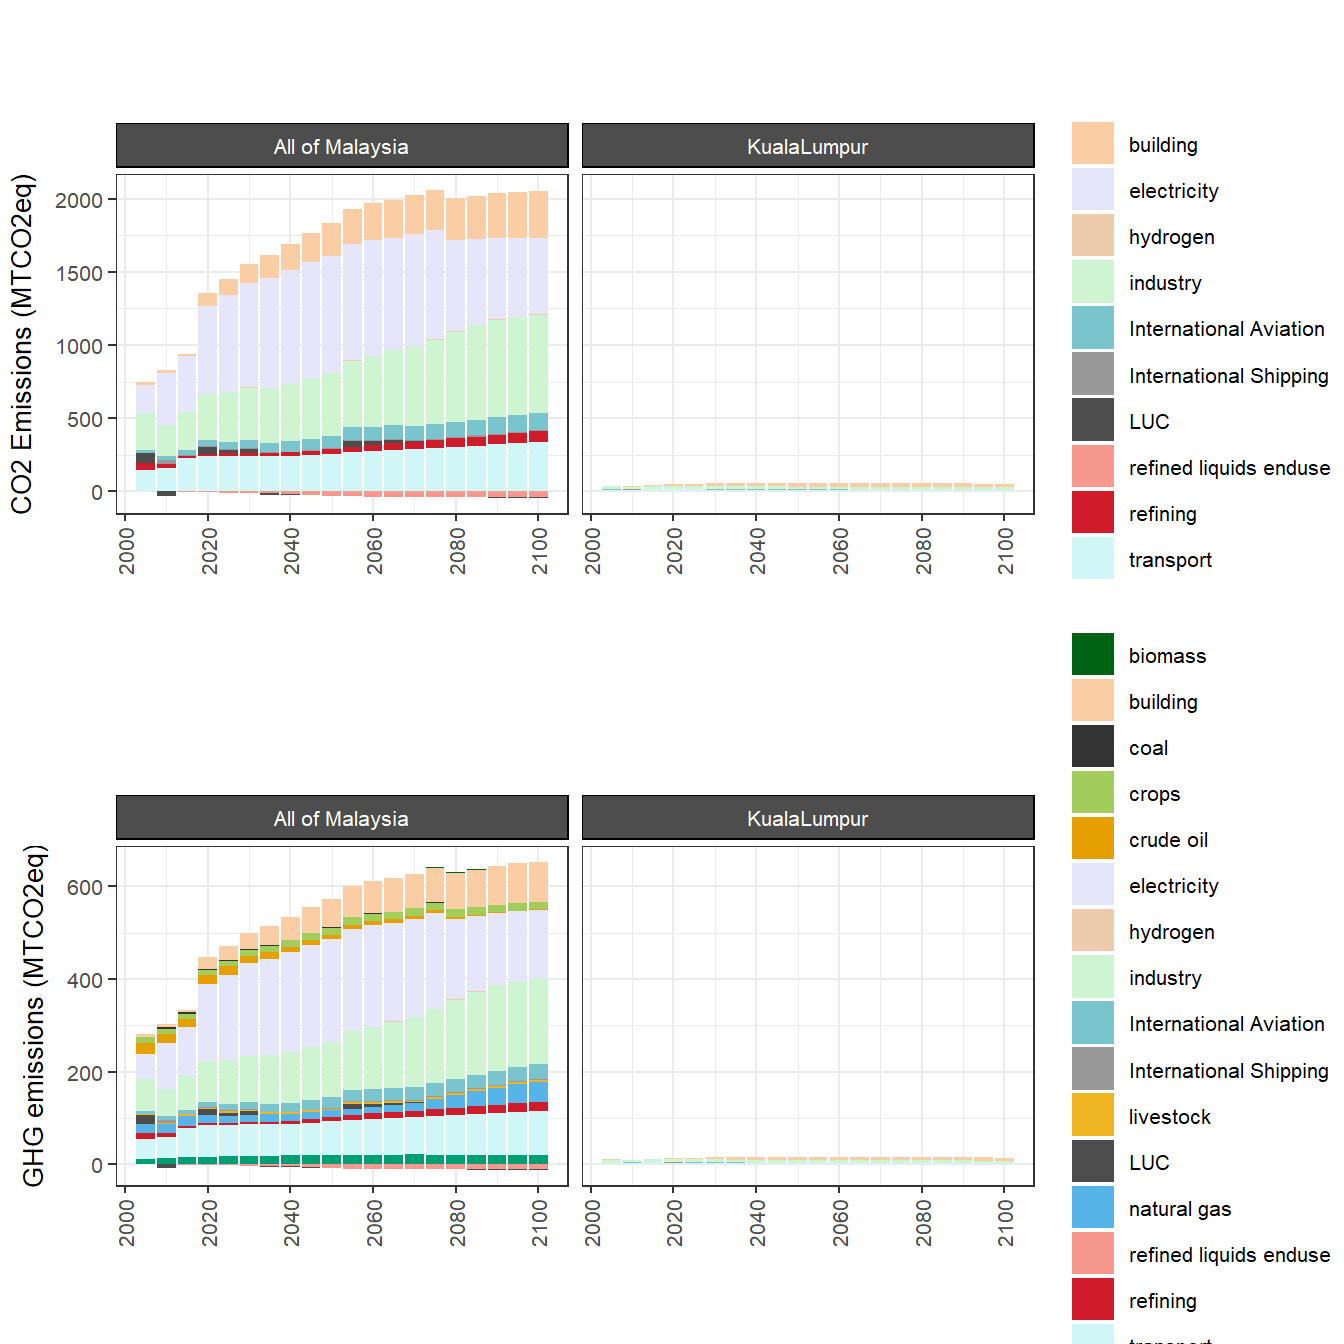 All of Malaysia
KualaLumpur
CO2 Emissions (MTCO2eq)
2000
1500
1000
500
0
2000
2020
2040
2060
2080
2100
2000
2020
2040
2060
2080
2100
building
electricity
hydrogen
industry
International Aviation
International Shipping
LUC
refined liquids enduse
refining
transport
All of Malaysia
KualaLumpur
GHG emissions (MTCO2eq)
600
400
200
0
2000
2020
2040
2060
2080
2100
2000
2020
2040
2060
2080
2100
biomass
building
coal
crops
crude oil
electricity
hydrogen
industry
International Aviation
International Shipping
livestock
LUC
natural gas
refined liquids enduse
refining